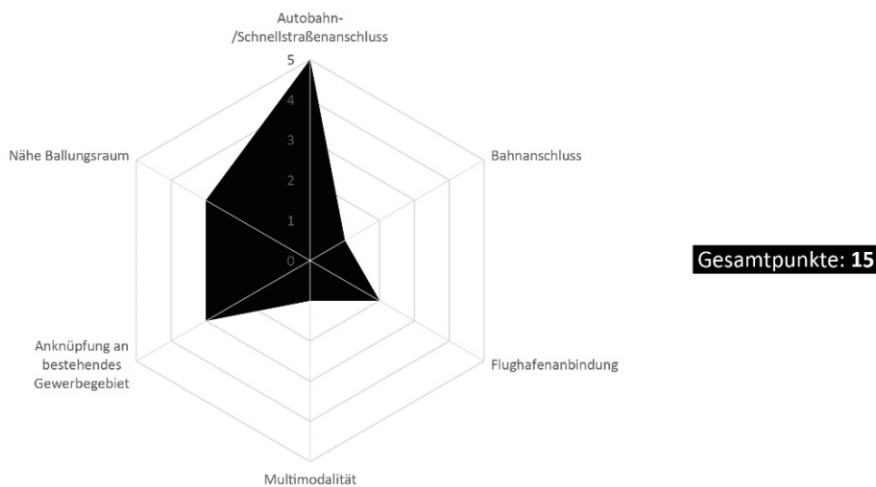 Autobahn-
/Schnellstraßenanschluss
5
4
3
2
1
0
Nähe Ballungsraum
Bahnanschluss
Gesamtpunkte: 15
Anknüpfung an
bestehendes
Gewerbegebiet
Flughafenanbindung
Multimodalität